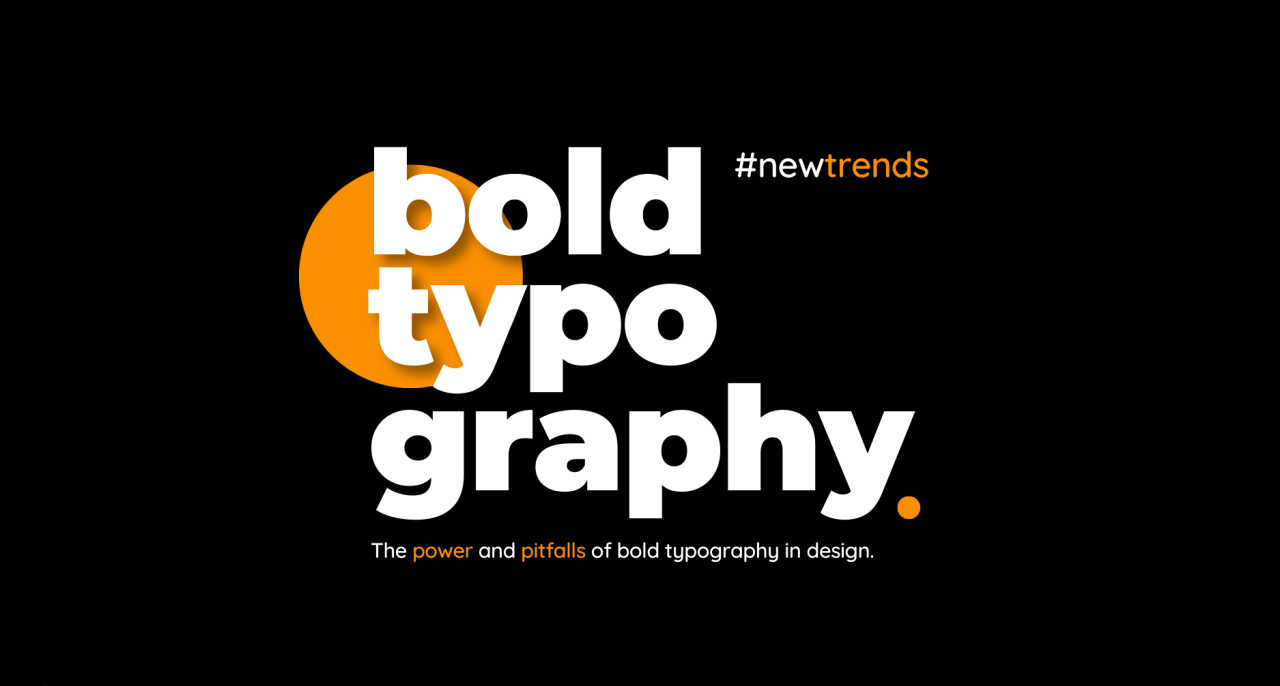 bold
#newtrends
typo
graphy.
The power and pitfalls of bold typography in design.